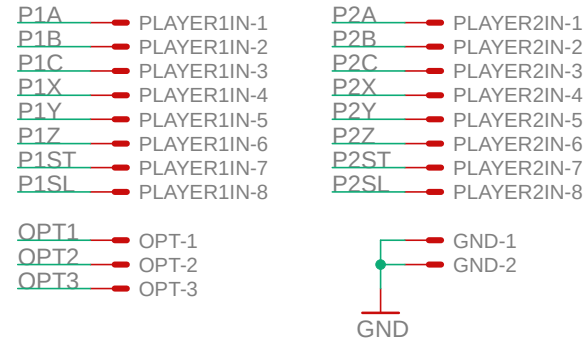 P1A PLAYER1IN-1
P1B PLAYER1IN-2
P1C PLAYER1IN-3
P1X PLAYER1IN-4
P1Y PLAYER1IN-5
P1Z PLAYER1IN-6
P1ST PLAYER1IN-7
P1SL PLAYER1IN-8
P2A PLAYER2IN-1
P2B PLAYER2IN-2
P2C PLAYER2IN-3
P2X PLAYER2IN-4
P2Y PLAYER2IN-5
P2Z PLAYER2IN-6
P2ST PLAYER2IN-7
P2SL PLAYER2IN-8
OPT1 OPT-1
OPT2 OPT-2
OPT3 OPT-3
GND-1
GND-2
GND